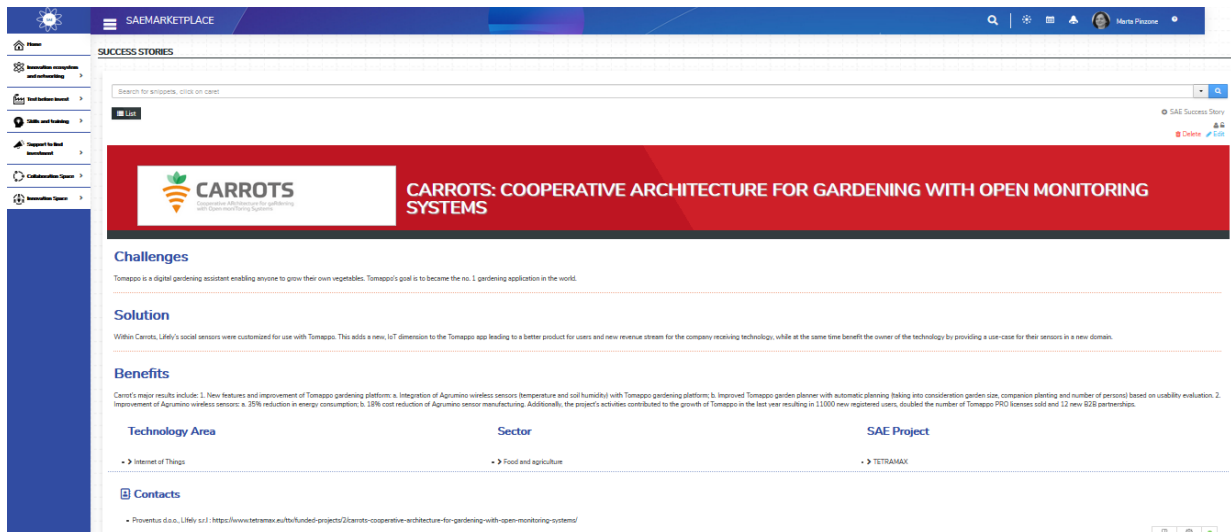 SAE
SAEMARKETPLACE
Marta Pinzone
Home
Innovation ecosystem
and networking
Test before invest
Skills and training
Support to find
investment
Collaboration Space
Innovation Space
SUCCESS STORIES
Search for snippets, click on caret
List
SAE Success Story
Delete
Edit
CARROTS
Cooperative ARchitecture for gaRdening
with Open moniToring Systems
CARROTS: COOPERATIVE ARCHITECTURE FOR GARDENING WITH OPEN MONITORING
SYSTEMS
Challenges
Tomappo is a digital gardening assistant enabling anyone to grow their own vegetables. Tomappo's goal is to became the no. 1 gardening application in the world.
Solution
Within Carrots, Lifely's social sensors were customized for use with Tomappo. This adds a new, IoT dimension to the Tomappo app leading to a better product for users and new revenue stream for the company receiving technology, while at the same time benefit the owner of the technology by providing a use-case for their sensors in a new domain.
Benefits
Carrot's major results include: 1. New features and improvement of Tomappo gardening platform: a. Integration of Agrumino wireless sensors (temperature and soil humidity) with Tomappo gardening platform; b. Improved Tomappo garden planner with automatic planning (taking into consideration garden size, companion planting and number of persons) based on usability evaluation. 2.
Improvement of Agrumino wireless sensors: a. 35% reduction in energy consumption; b. 18% cost reduction of Agrumino sensor manufacturing. Additionally, the project's activities contributed to the growth of Tomappo in the last year resulting in 11000 new registered users, doubled the number of Tomappo PRO licenses sold and 12 new B2B partnerships.
Technology Area
Sector
SAE Project
Internet of Things
Food and agriculture
TETRAMAX
Contacts
Proventus d.o.o., Lifely s.r.l : https://www.tetramax.eu/ttx/funded-projects/2/carrots-cooperative-architecture-for-gardening-with-open-monitoring-systems/